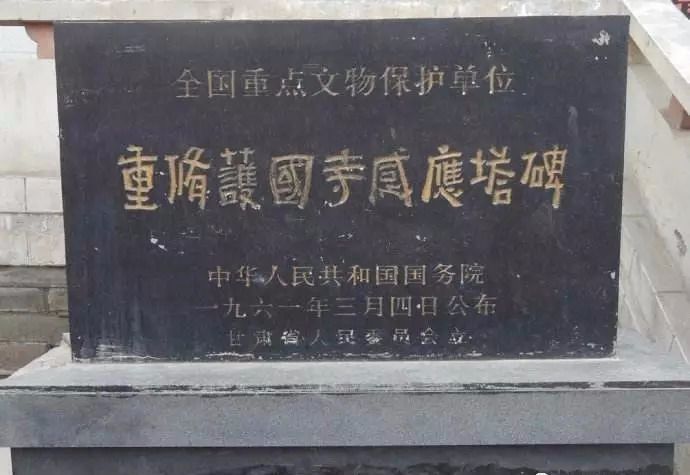 全国重点文物保护单位
重修護國寺感應塔碑
中华人民共和国国务院
一九六一年三月四日公布
甘肃省人民委员会立